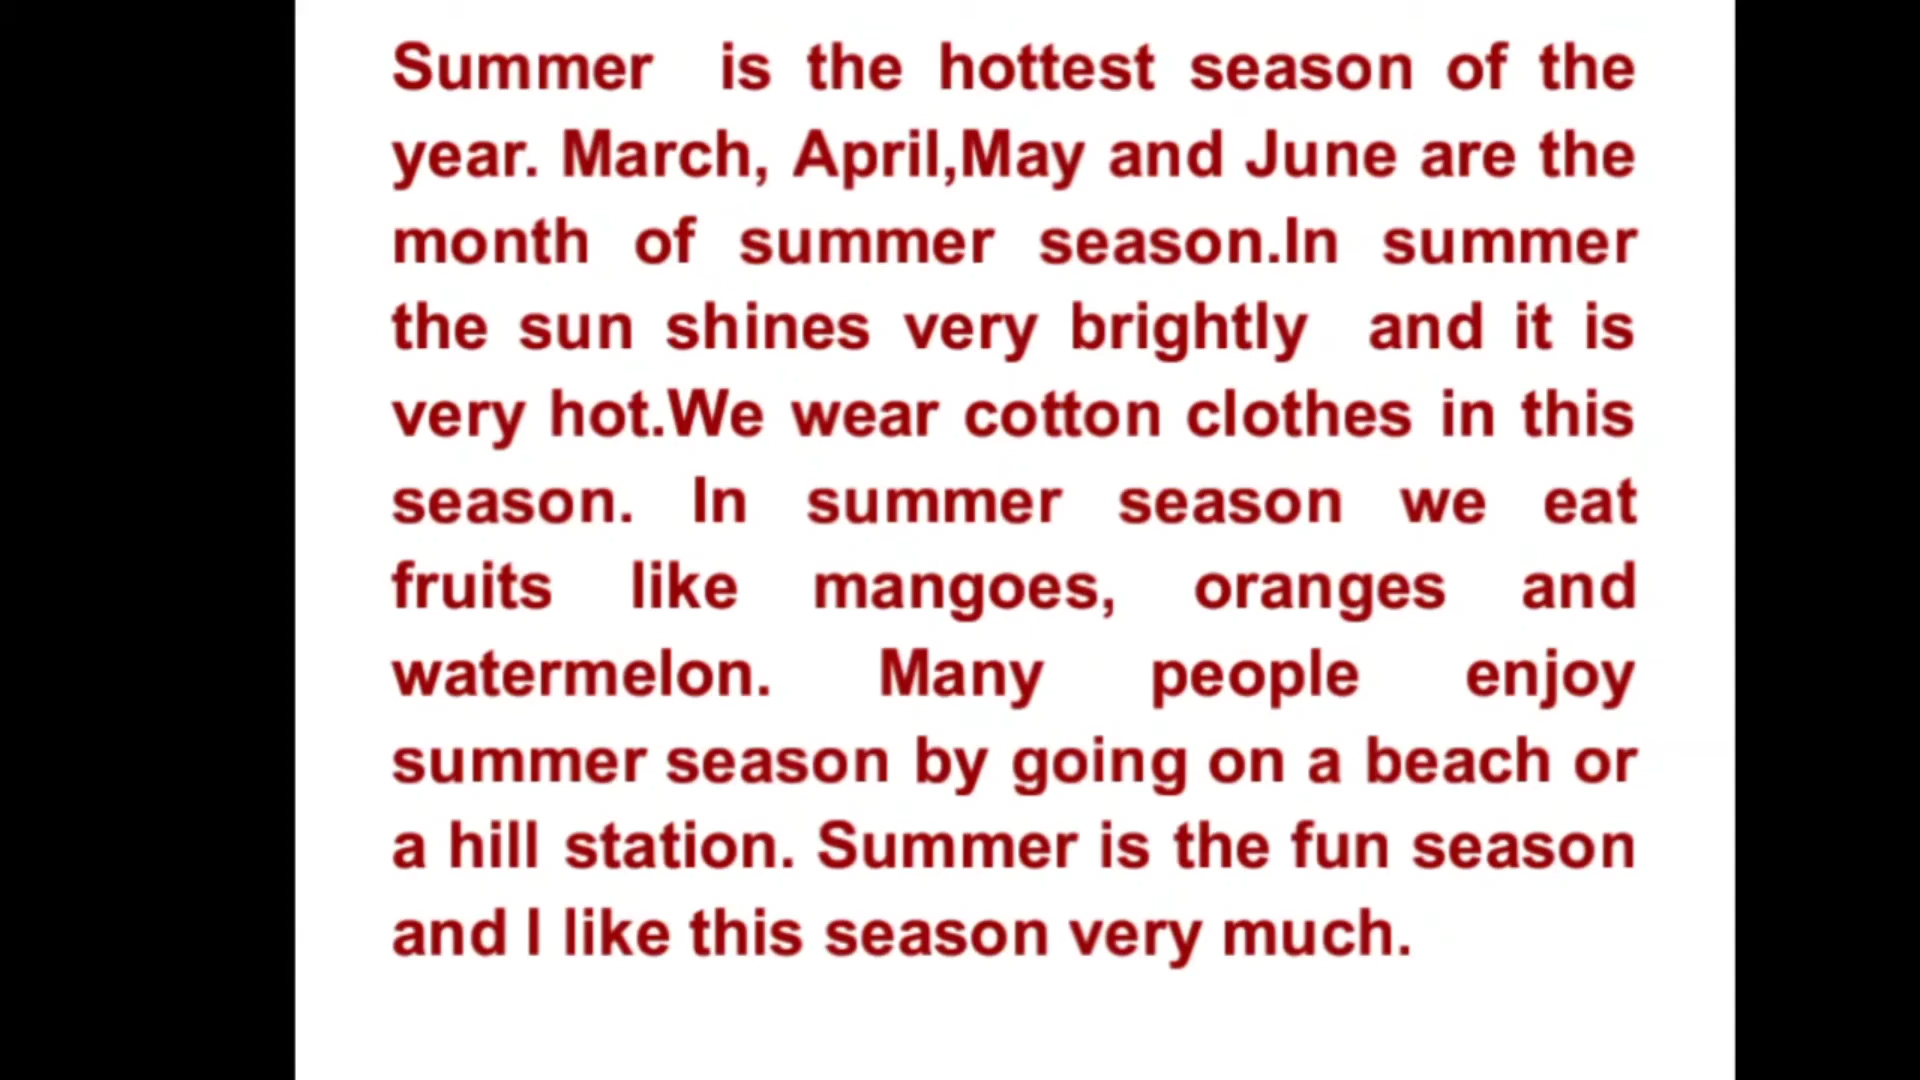 Summer is the hottest season of the
year. March, April,May and June are the
month of summer season.In summer
the sun shines very brightly and it is
very hot.We wear cotton clothes in this
season. In summer season we eat
fruits like mangoes, oranges and
watermelon. Many people enjoy
summer season by going on a beach or
a hill station. Summer is the fun season
and I like this season very much.